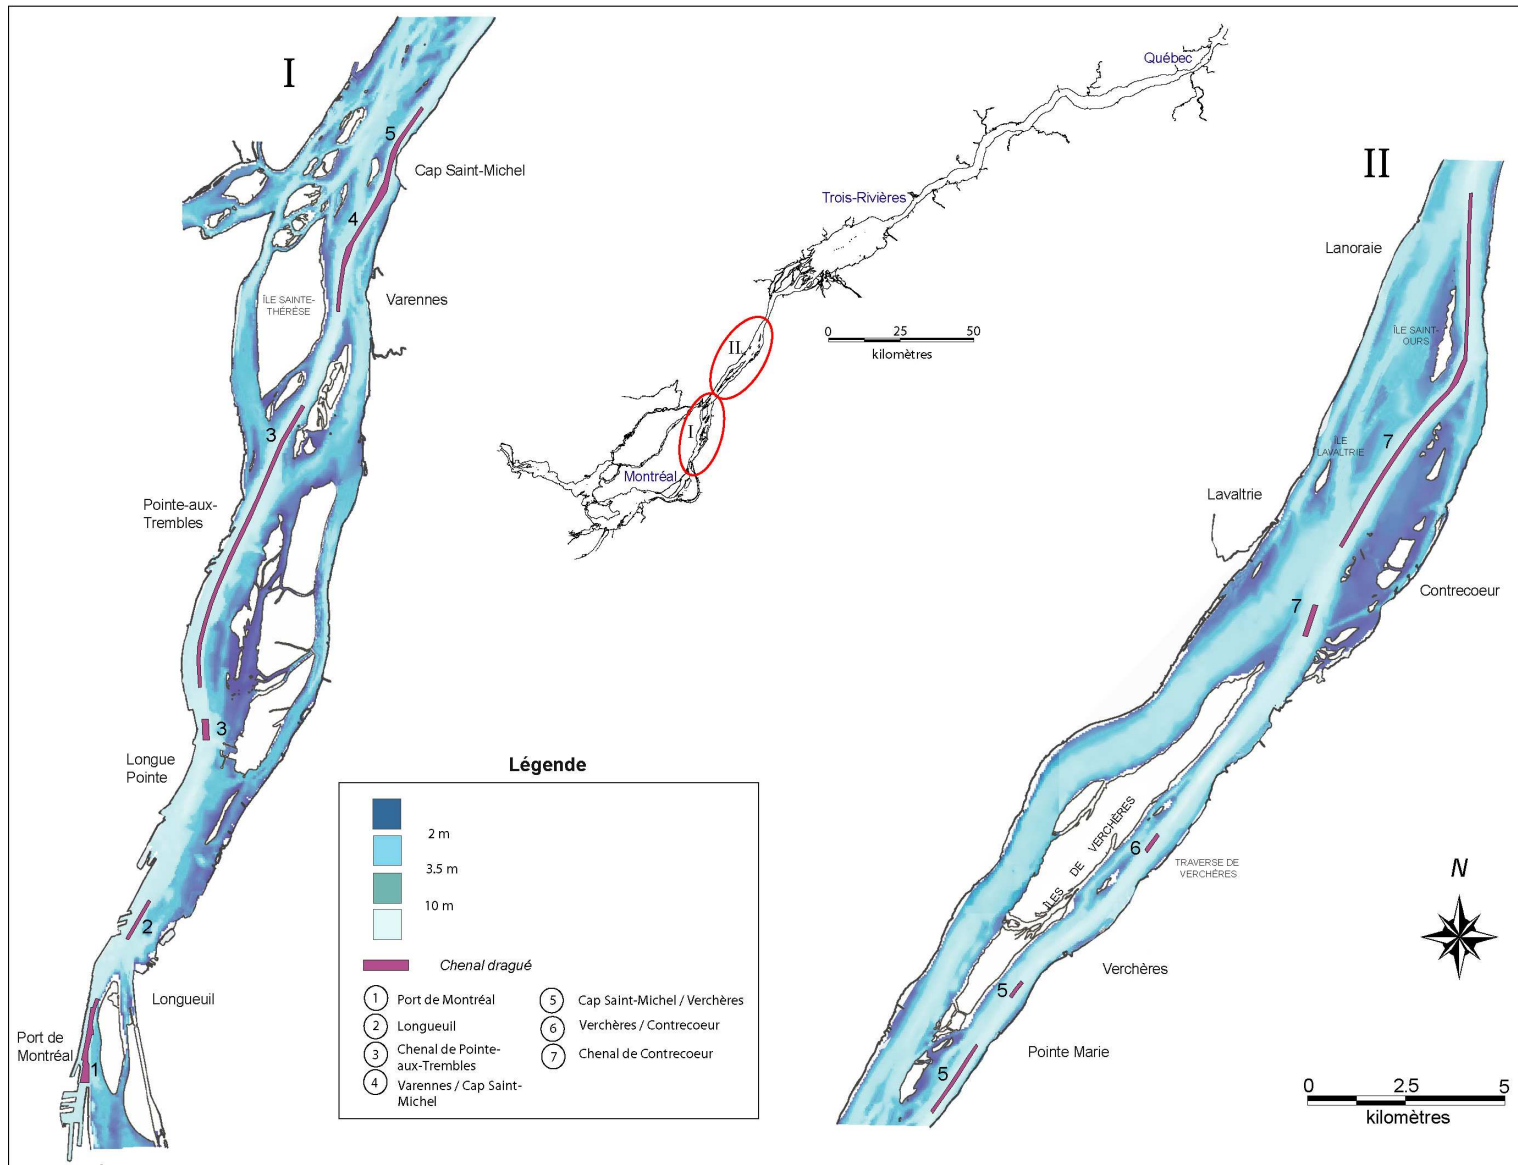 I
5
Cap Saint-Michel
4
Varennes
ÎLE SAINTE-
THÉRÈSE
3
Pointe-aux-
Trembles
3
Longue
Pointe
2
Longueuil
Port de
Montréal
1
Québec
Trois-Rivières
0 25 50
kilomètres
II
I
Montréal
II
Lanoraie
ÎLE SAINT-
OURS
7
ÎLE
LAVALTRIE
Lavaltrie
Contrecoeur
7
ÎLES DE VERCHÈRES
6
TRAVERSE DE
VERCHÈRES
Verchères
5
Pointe Marie
5
N
0 2.5 5
kilomètres
Légende
2 m
3.5 m
10 m
Chenal dragué
1 Port de Montréal
2 Longueuil
3 Chenal de Pointe-
aux-Trembles
4 Varennes / Cap Saint-
Michel
5 Cap Saint-Michel / Verchères
6 Verchères / Contrecoeur
7 Chenal de Contrecoeur